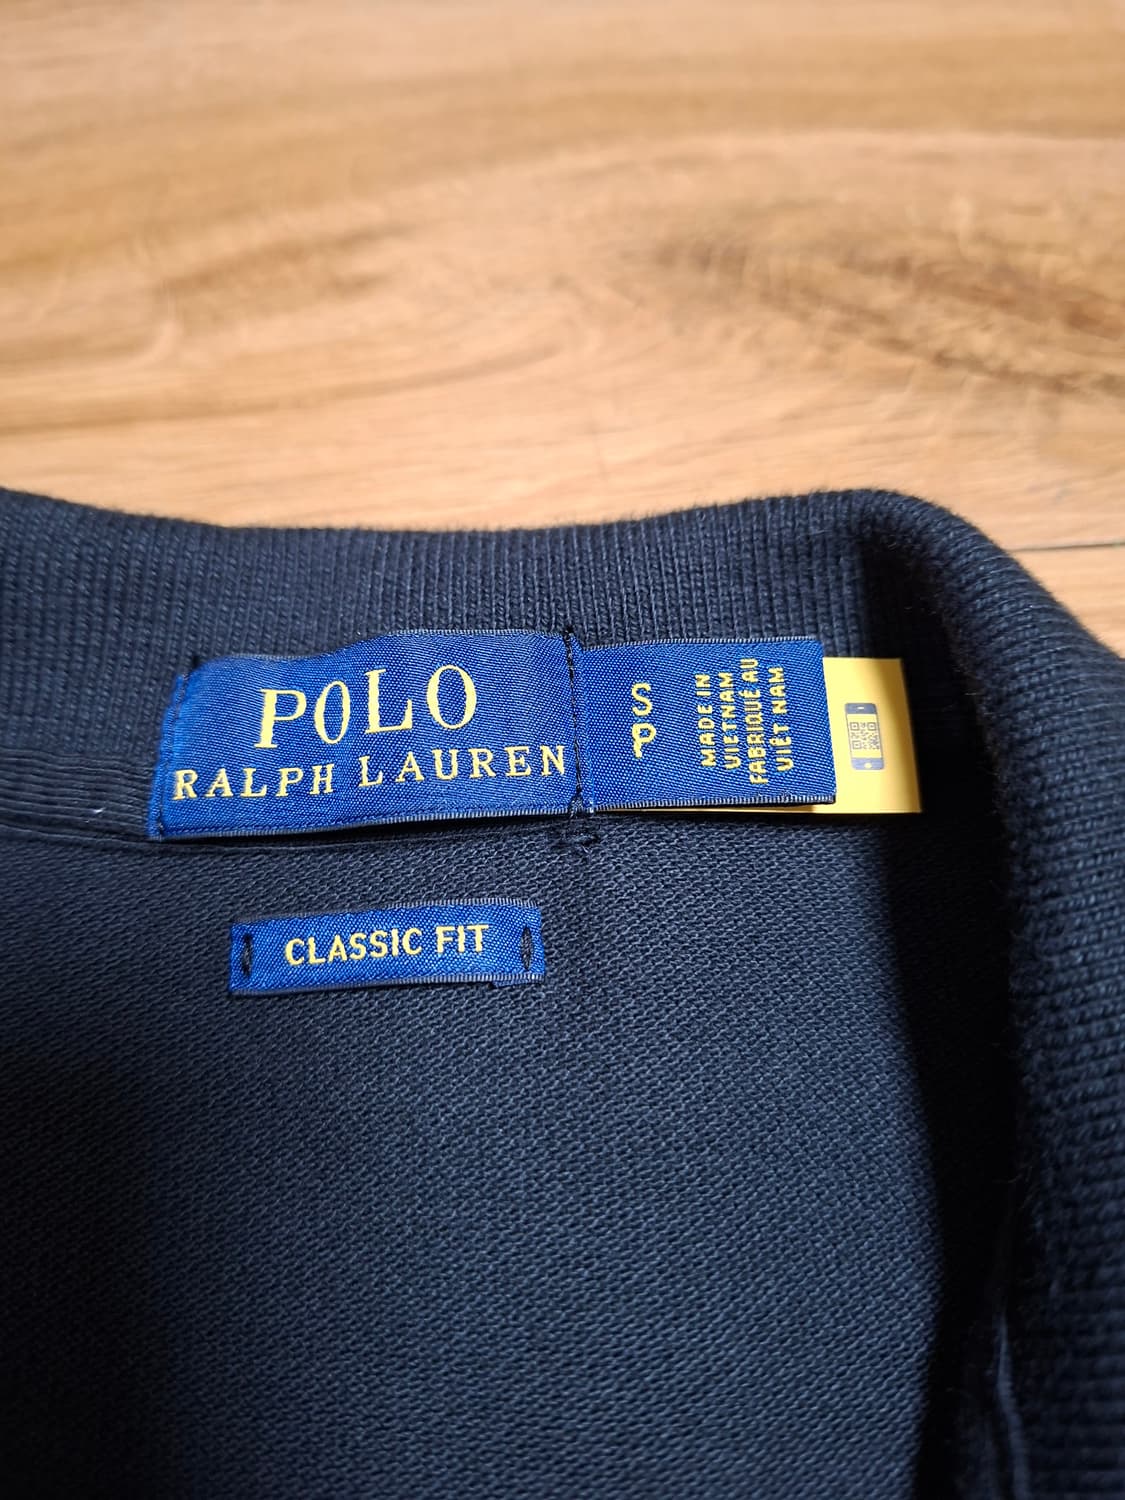 POLO
RALPH LAUREN
S
P
MADE IN
VIETNAM
FABRIQUÉ AU
VIÊT NAM
CLASSIC FIT